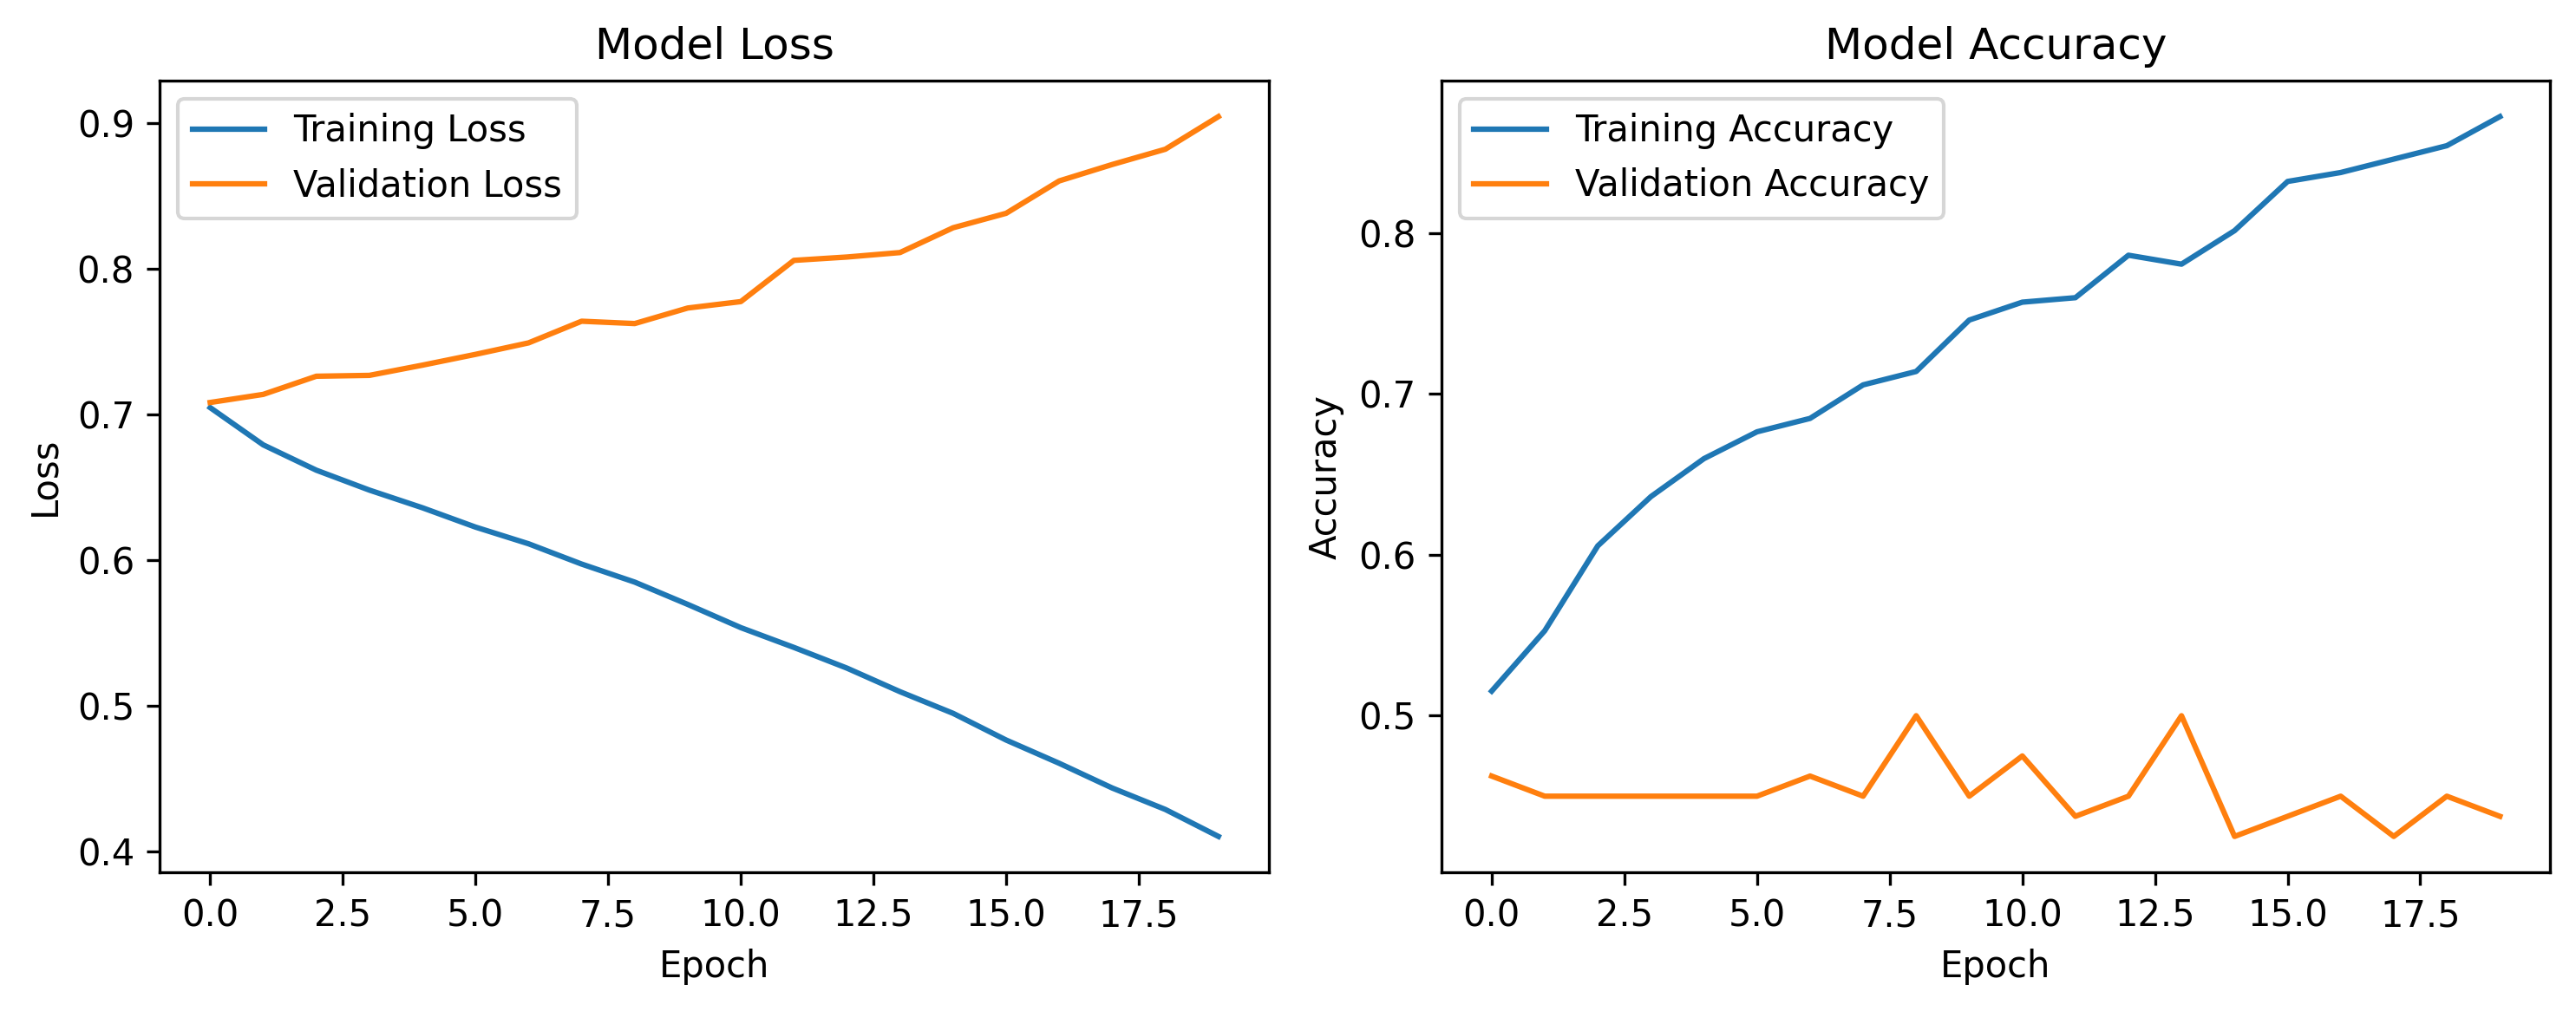 Model Loss
Training Loss
Validation Loss
0.9
0.8
0.7
0.6
0.5
0.4
Loss
0.0 2.5 5.0 7.5 10.0 12.5 15.0 17.5
Epoch
Model Accuracy
Training Accuracy
Validation Accuracy
0.8
0.7
0.6
0.5
Accuracy
0.0 2.5 5.0 7.5 10.0 12.5 15.0 17.5
Epoch